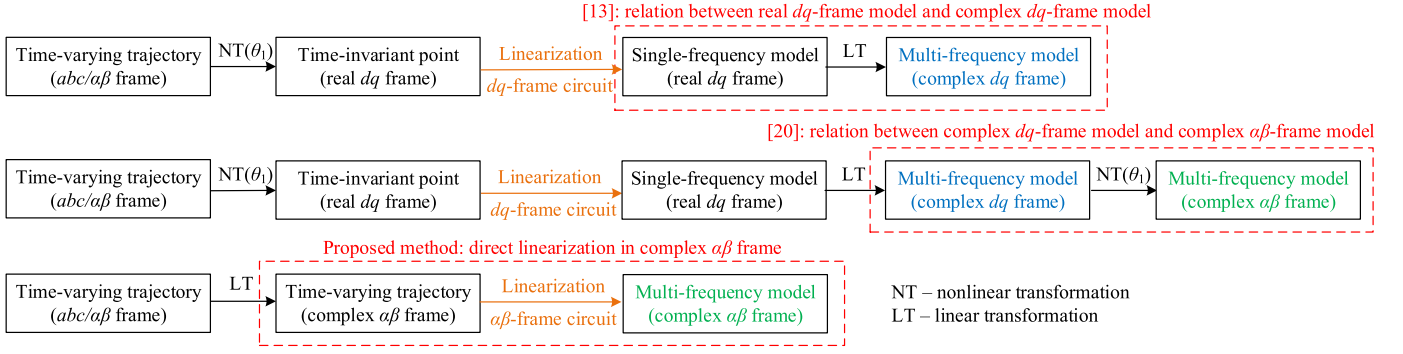 [13]: relation between real dq-frame model and complex dq-frame model
Time-varying trajectory
(abc/αβ frame)
NT(θ1)
Time-invariant point
(real dq frame)
Linearization
dq-frame circuit
Single-frequency model
(real dq frame)
LT
Multi-frequency model
(complex dq frame)
[20]: relation between complex dq-frame model and complex αβ-frame model
Time-varying trajectory
(abc/αβ frame)
NT(θ1)
Time-invariant point
(real dq frame)
Linearization
dq-frame circuit
Single-frequency model
(real dq frame)
LT
Multi-frequency model
(complex dq frame)
NT(θ1)
Multi-frequency model
(complex αβ frame)
Proposed method: direct linearization in complex αβ frame
Time-varying trajectory
(abc/αβ frame)
LT
Time-varying trajectory
(complex αβ frame)
Linearization
αβ-frame circuit
Multi-frequency model
(complex αβ frame)
NT – nonlinear transformation
LT – linear transformation